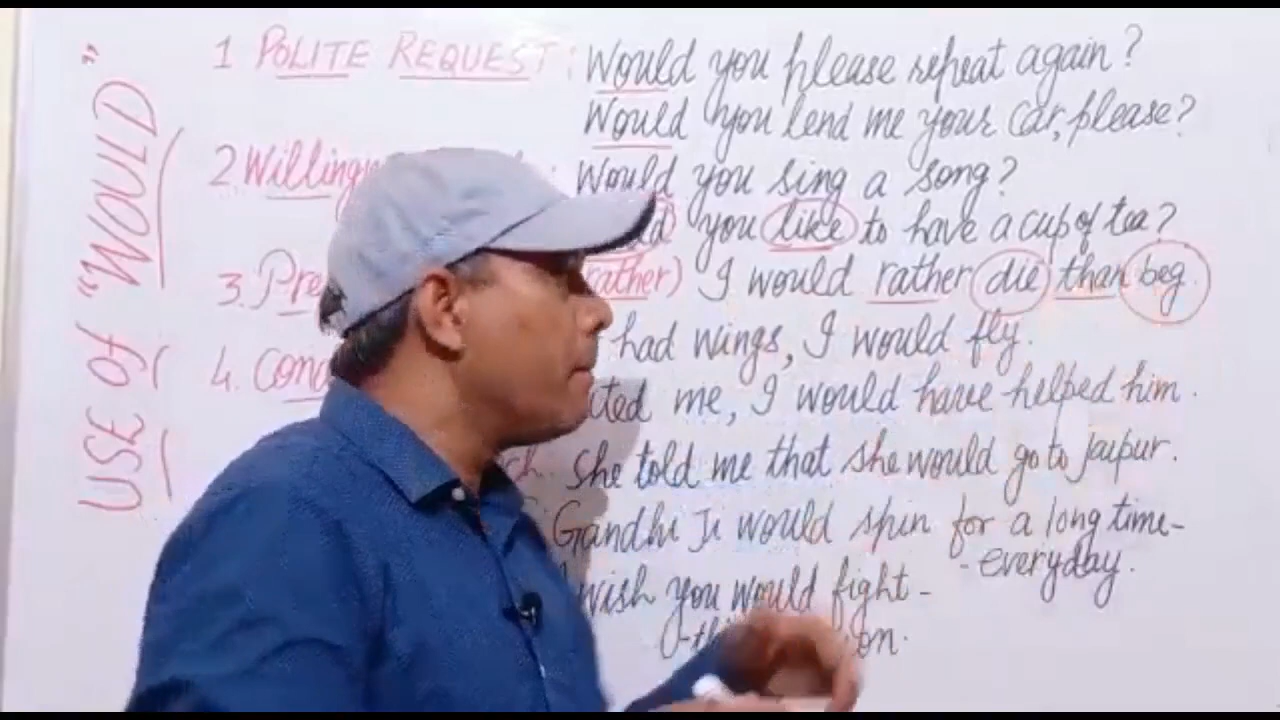 USE Of "WOULD"
1 POLITE REQUEST: Would you please repeat again?
Would you lend me your car, please?
2. Would you sing a song?
you like to have a cup of tea?
3. rather) I would rather die than beg.
had wings, I would fly.
4. me, I would have helped him.
She told me that she would go to Jaipur.
Gandhi Ji would spin for a long time-
- everyday.
wish you would fight -